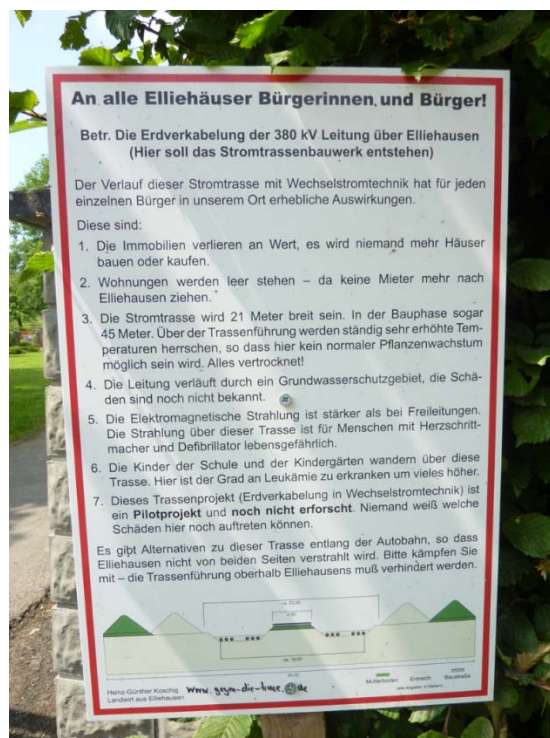 An alle Elliehäuser Bürgerinnen und Bürger!
Betr. Die Erdverkabelung der 380 kV Leitung über Elliehausen
(Hier soll das Stromtrassenbauwerk entstehen)
Der Verlauf dieser Stromtrasse mit Wechselstromtechnik hat für jeden
einzelnen Bürger in unserem Ort erhebliche Auswirkungen.
Diese sind:
1. Die Immobilien verlieren an Wert, es wird niemand mehr Häuser
bauen oder kaufen.
2. Wohnungen werden leer stehen – da keine Mieter mehr nach
Elliehausen ziehen.
3. Die Stromtrasse wird 21 Meter breit sein. In der Bauphase sogar
45 Meter. Über der Trassenführung werden ständig sehr erhöhte Tem-
peraturen herrschen, so dass hier kein normaler Pflanzenwachstum
möglich sein wird. Alles vertrocknet!
4. Die Leitung verläuft durch ein Grundwasserschutzgebiet, die Schä-
den sind noch nicht bekannt.
5. Die Elektromagnetische Strahlung ist stärker als bei Freileitungen.
Die Strahlung über dieser Trasse ist für Menschen mit Herzschritt-
macher und Defibrillator lebensgefährlich.
6. Die Kinder der Schule und der Kindergärten wandern über diese
Trasse. Hier ist der Grad an Leukämie zu erkranken um vieles höher.
7. Dieses Trassenprojekt (Erdverkabelung in Wechselstromtechnik) ist
ein Pilotprojekt und noch nicht erforscht. Niemand weiß welche
Schäden hier noch auftreten können.
Es gibt Alternativen zu dieser Trasse entlang der Autobahn, so dass
Elliehausen nicht von beiden Seiten verstrahlt wird. Bitte kämpfen Sie
mit – die Trassenführung oberhalb Elliehausens muß verhindert werden.
Mutterboden Erdreich Baustraße
Heinz-Günther Koschig
Landwirt aus Elliehausen